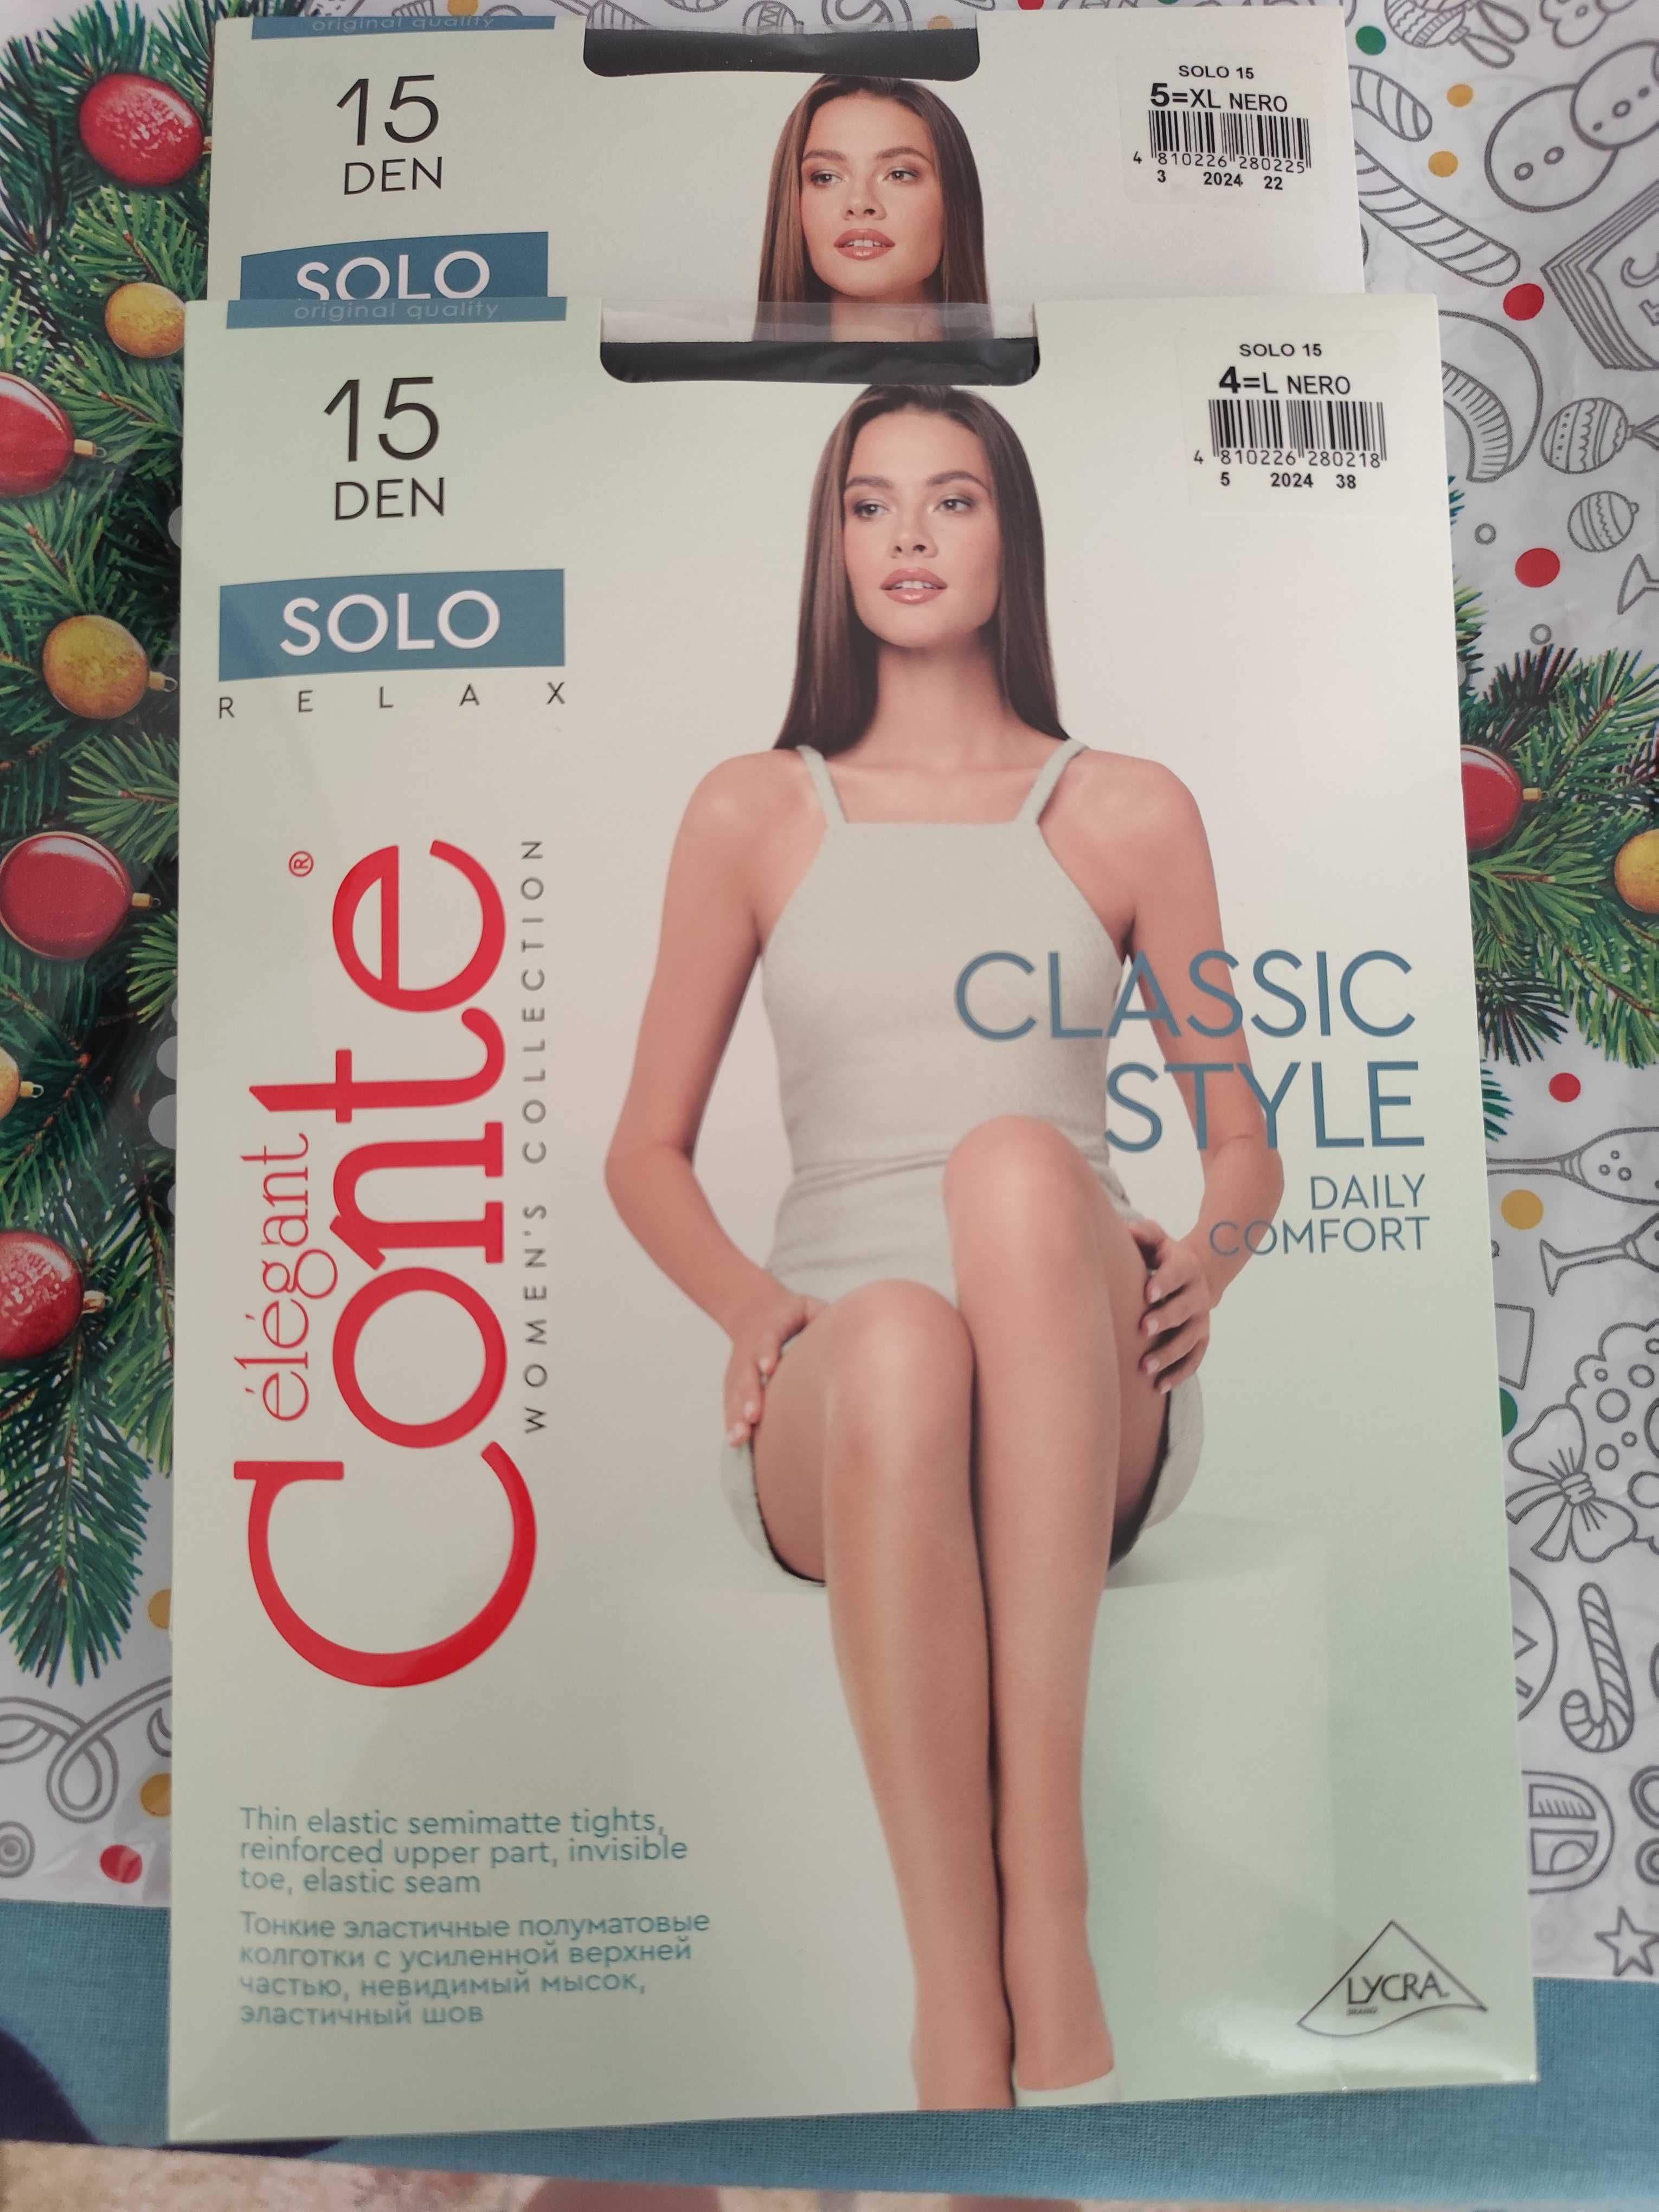 original quality
15
DEN
SOLO
SOLO 15
5=XL NERO
4 810226 280225
3 2024 22
original quality
15
DEN
SOLO
RELAX
SOLO 15
4=L NERO
4 810226 280218
5 2024 38
élégant
Conte®
WOMEN'S COLLECTION
CLASSIC
STYLE
DAILY
COMFORT
Thin elastic semimatte tights,
reinforced upper part, invisible
toe, elastic seam
Тонкие эластичные полуматовые
колготки с усиленной верхней
частью, невидимый мысок,
эластичный шов
LYCRA
BRAND